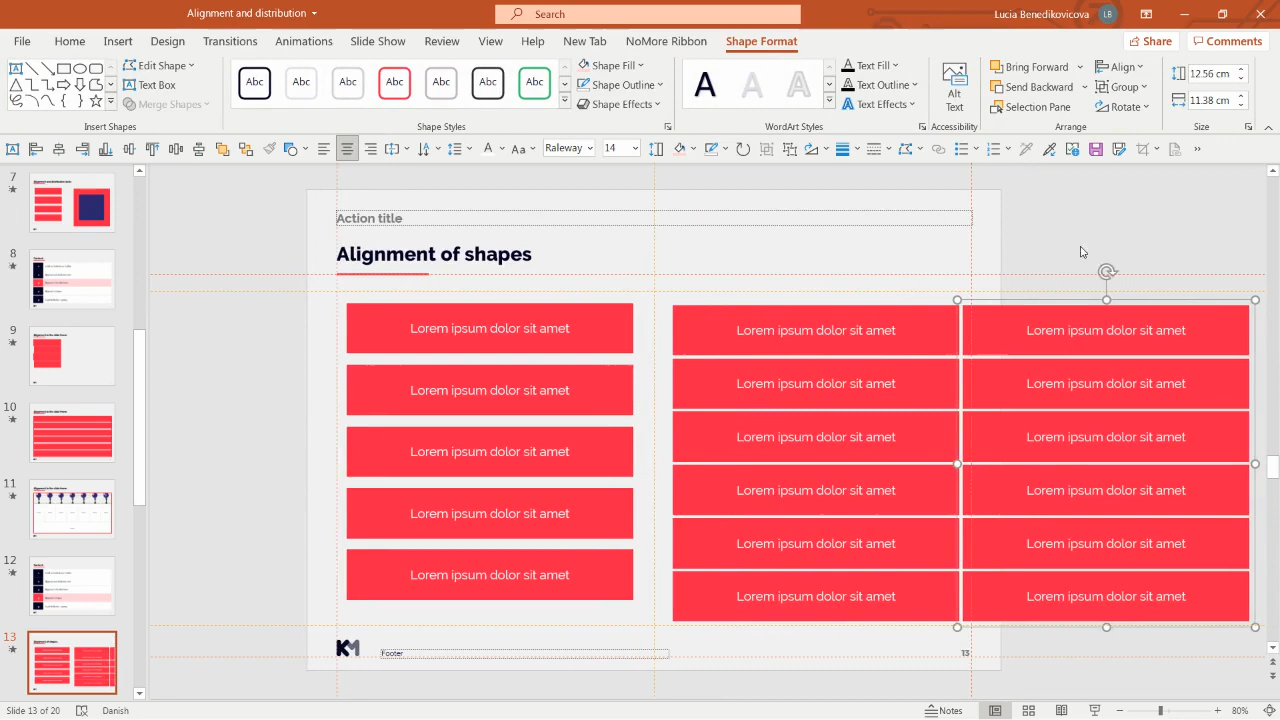 Alignment and distribution
Search
Lucia Benedikovicova LB
File Home Insert Design Transitions Animations Slide Show Review View Help New Tab NoMore Ribbon Shape Format
Share Comments
Edit Shape
Text Box
Merge Shapes
Insert Shapes
Abc Abc Abc Abc Abc Abc Abc
Shape Fill
Shape Outline
Shape Effects
Shape Styles
A A A
Text Fill
Text Outline
Text Effects
WordArt Styles
Alt
Text
Accessibility
Bring Forward
Send Backward
Selection Pane
Align
Group
Rotate
Arrange
12.56 cm
11.38 cm
Size
Raleway 14
7
8
9
10
11
12
13
Action title
Alignment of shapes
Lorem ipsum dolor sit amet
Lorem ipsum dolor sit amet
Lorem ipsum dolor sit amet
Lorem ipsum dolor sit amet
Lorem ipsum dolor sit amet
Lorem ipsum dolor sit amet Lorem ipsum dolor sit amet
Lorem ipsum dolor sit amet Lorem ipsum dolor sit amet
Lorem ipsum dolor sit amet Lorem ipsum dolor sit amet
Lorem ipsum dolor sit amet Lorem ipsum dolor sit amet
Lorem ipsum dolor sit amet Lorem ipsum dolor sit amet
Lorem ipsum dolor sit amet Lorem ipsum dolor sit amet
KM Footer 13
Slide 13 of 20 Danish Notes 80%